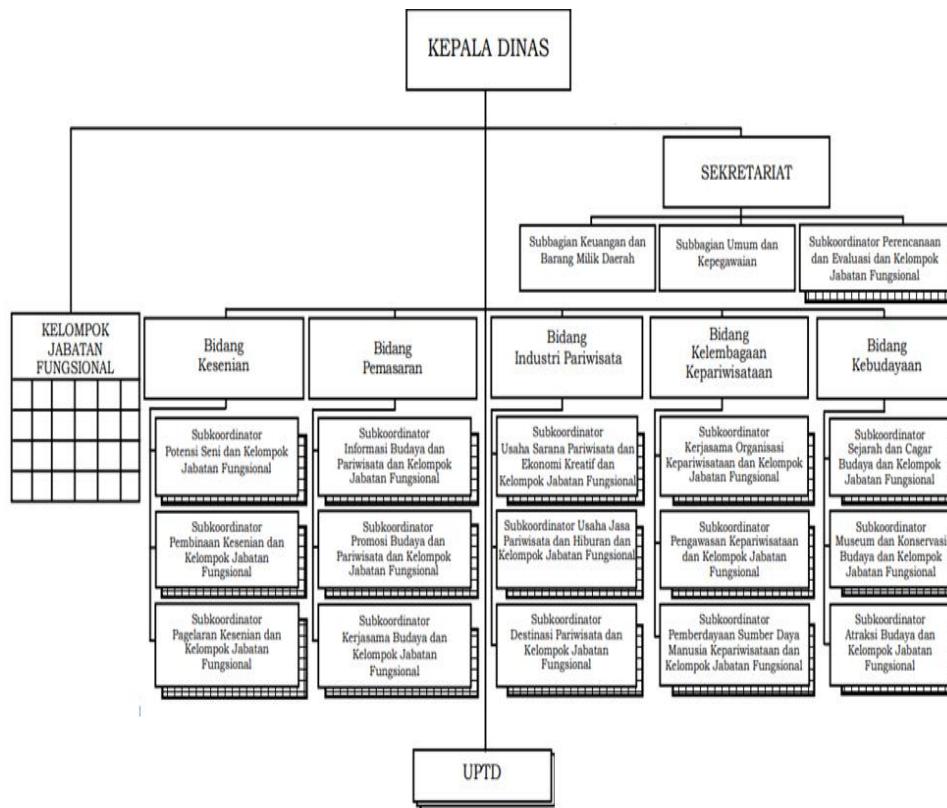 KEPALA DINAS
SEKRETARIAT
Subbagian Keuangan dan
Barang Milik Daerah
Subbagian Umum dan
Kepegawaian
Subkoordinator Perencanaan
dan Evaluasi dan Kelompok
Jabatan Fungsional
KELOMPOK
JABATAN
FUNGSIONAL
Bidang
Kesenian
Subkoordinator
Potensi Seni dan Kelompok
Jabatan Fungsional
Subkoordinator
Pembinaan Kesenian dan
Kelompok Jabatan
Fungsional
Subkoordinator
Pagelaran Kesenian dan
Kelompok Jabatan
Fungsional
Bidang
Pemasaran
Subkoordinator
Informasi Budaya dan
Pariwisata dan Kelompok
Jabatan Fungsional
Subkoordinator
Promosi Budaya dan
Pariwisata dan Kelompok
Jabatan Fungsional
Subkoordinator
Kerjasama Budaya dan
Kelompok Jabatan
Fungsional
Bidang
Industri Pariwisata
Subkoordinator
Usaha Sarana Pariwisata dan
Ekonomi Kreatif dan
Kelompok Jabatan Fungsional
Subkoordinator Usaha Jasa
Pariwisata dan Hiburan dan
Kelompok Jabatan Fungsional
Subkoordinator
Destinasi Pariwisata dan
Kelompok Jabatan
Fungsional
Bidang
Kelembagaan
Kepariwisataan
Subkoordinator
Kerjasama Organisasi
Kepariwisataan dan Kelompok
Jabatan Fungsional
Subkoordinator
Pengawasan Kepariwisataan
dan Kelompok Jabatan
Fungsional
Subkoordinator
Pemberdayaan Sumber Daya
Manusia Kepariwisataan dan
Kelompok Jabatan Fungsional
Bidang
Kebudayaan
Subkoordinator
Sejarah dan Cagar
Budaya dan Kelompok
Jabatan Fungsional
Subkoordinator
Museum dan Konservasi
Budaya dan Kelompok
Jabatan Fungsional
Subkoordinator
Atraksi Budaya dan
Kelompok Jabatan
Fungsional
UPTD